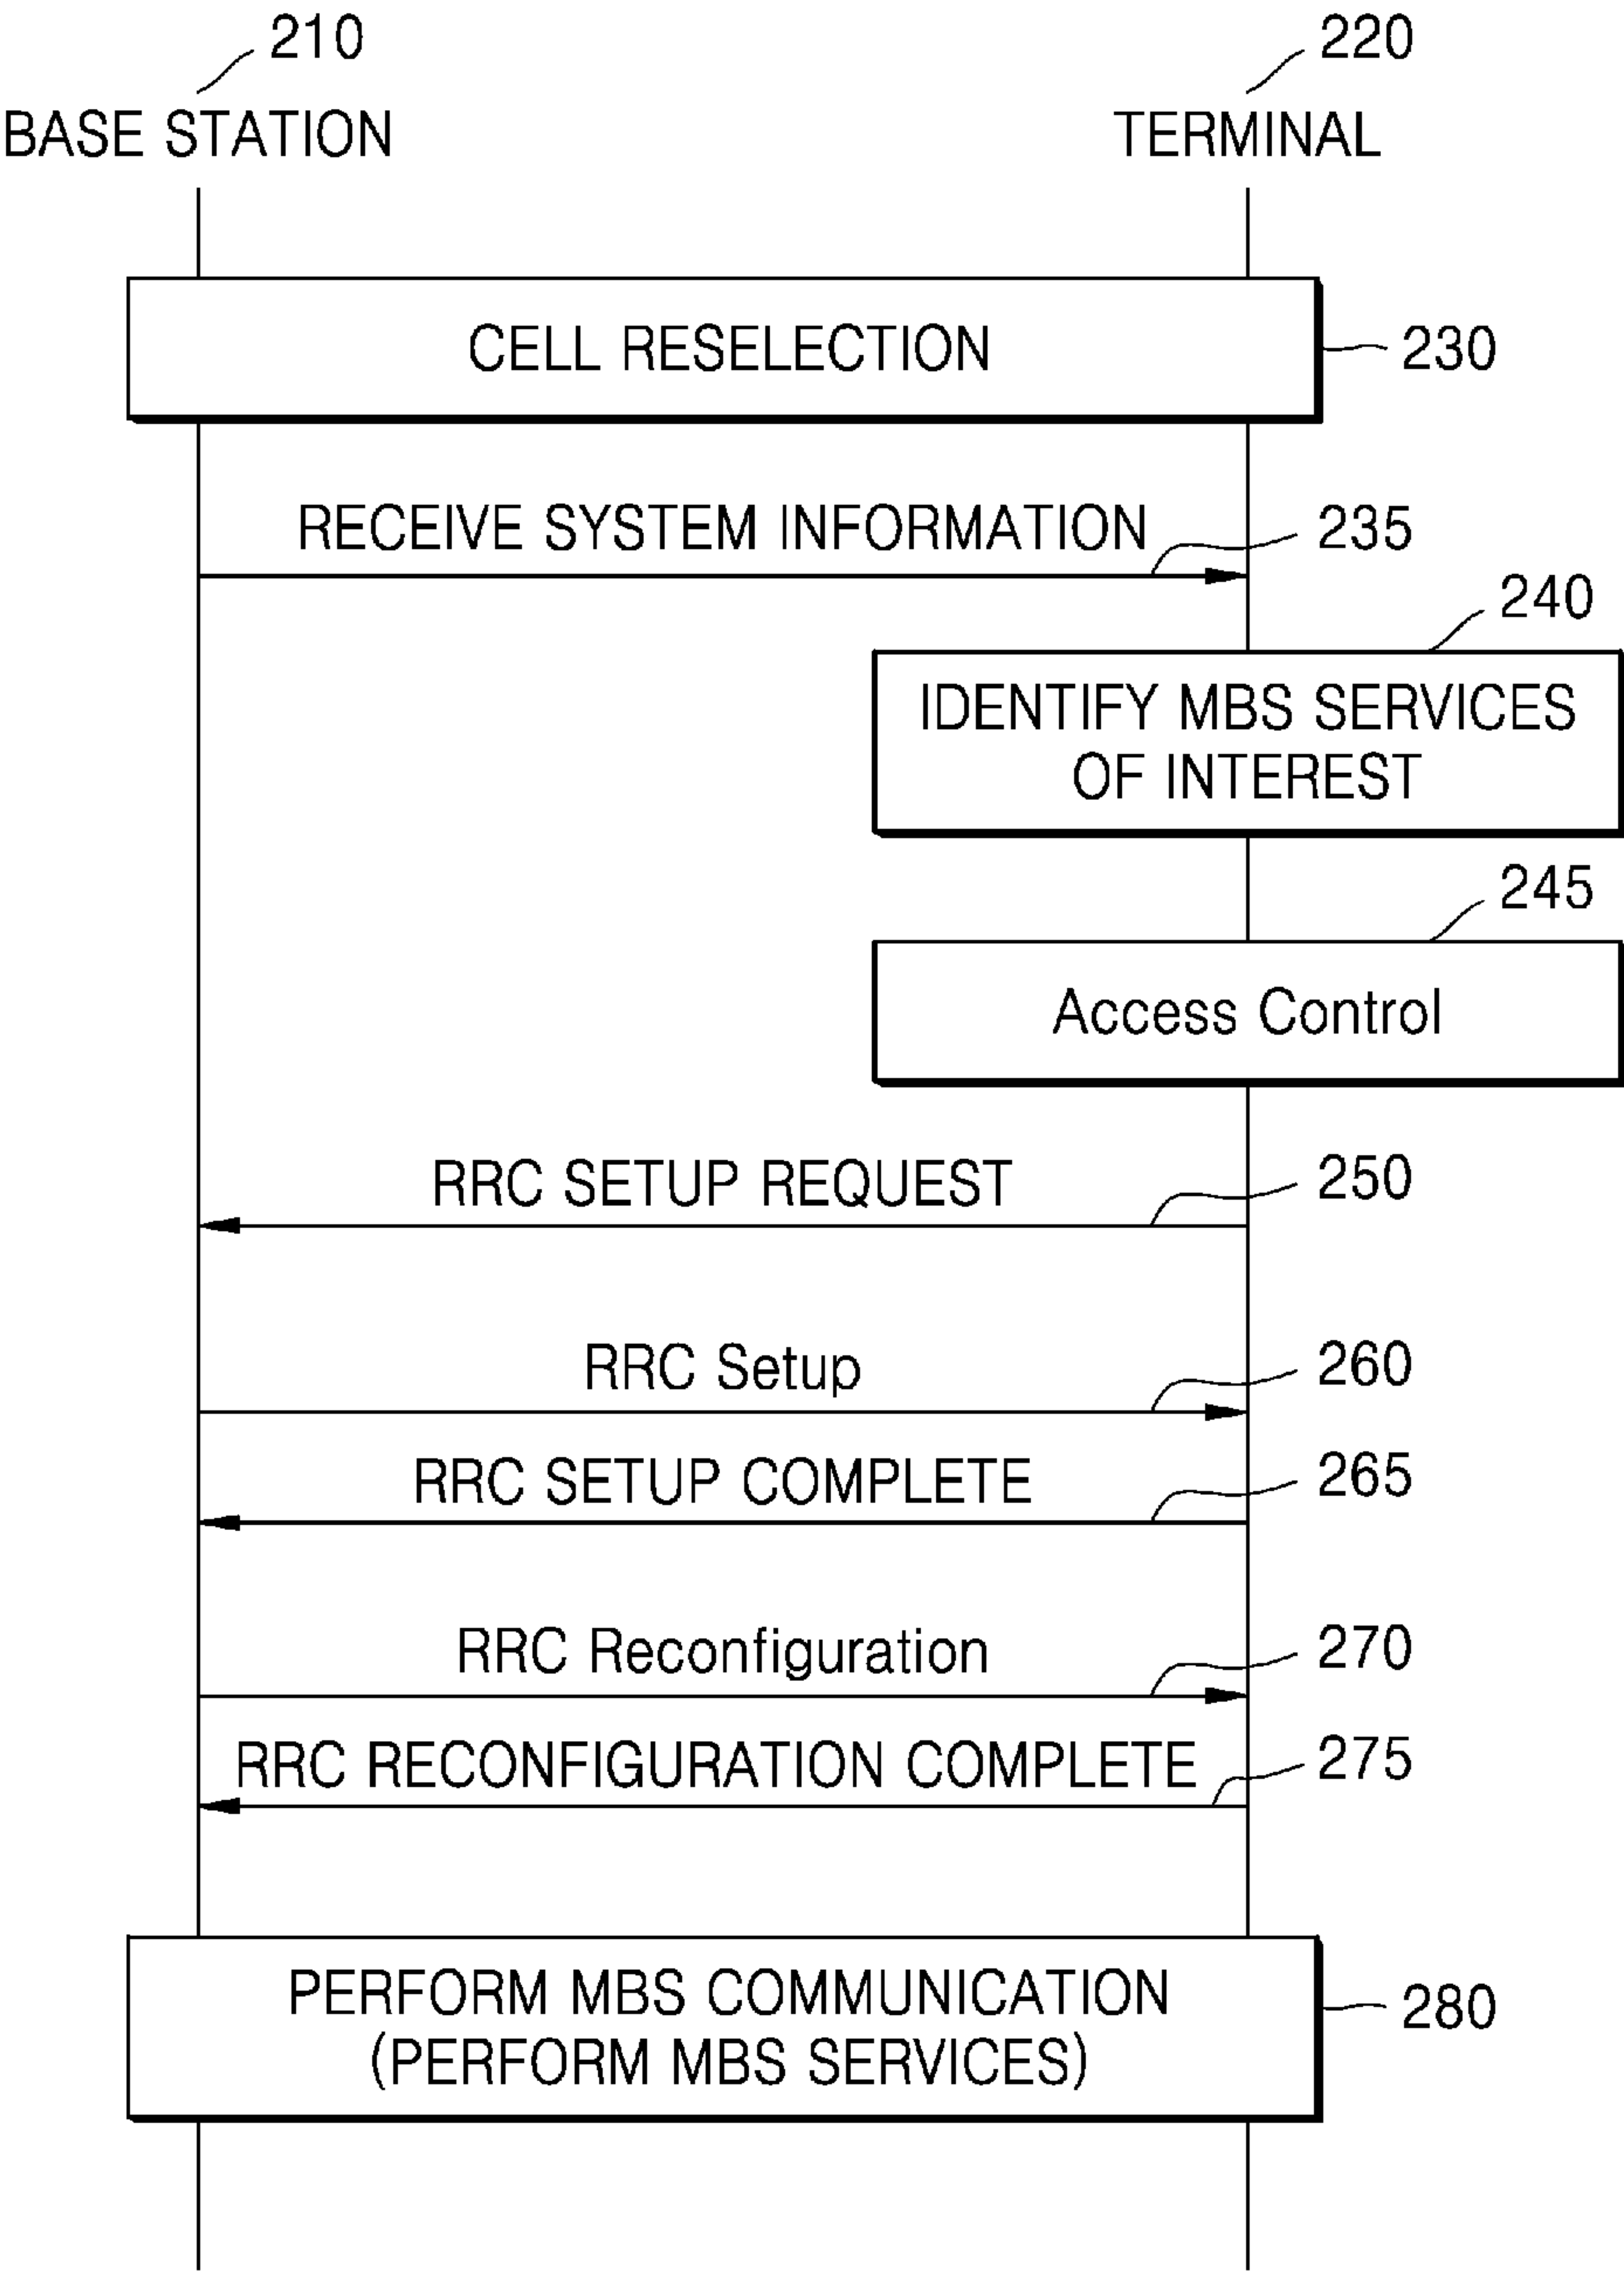 210
220
BASE STATION
TERMINAL
CELL RESELECTION
230
RECEIVE SYSTEM INFORMATION
235
240
IDENTIFY MBS SERVICES
OF INTEREST
245
Access Control
RRC SETUP REQUEST
250
RRC Setup
260
RRC SETUP COMPLETE
265
RRC Reconfiguration
270
RRC RECONFIGURATION COMPLETE
275
PERFORM MBS COMMUNICATION
(PERFORM MBS SERVICES)
280